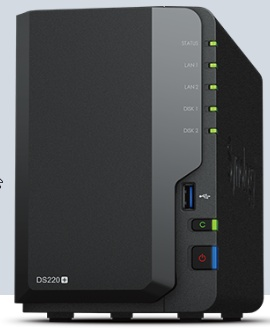 STATUS
LAN 1
LAN 2
DISK 1
DISK 2
C
DS220+